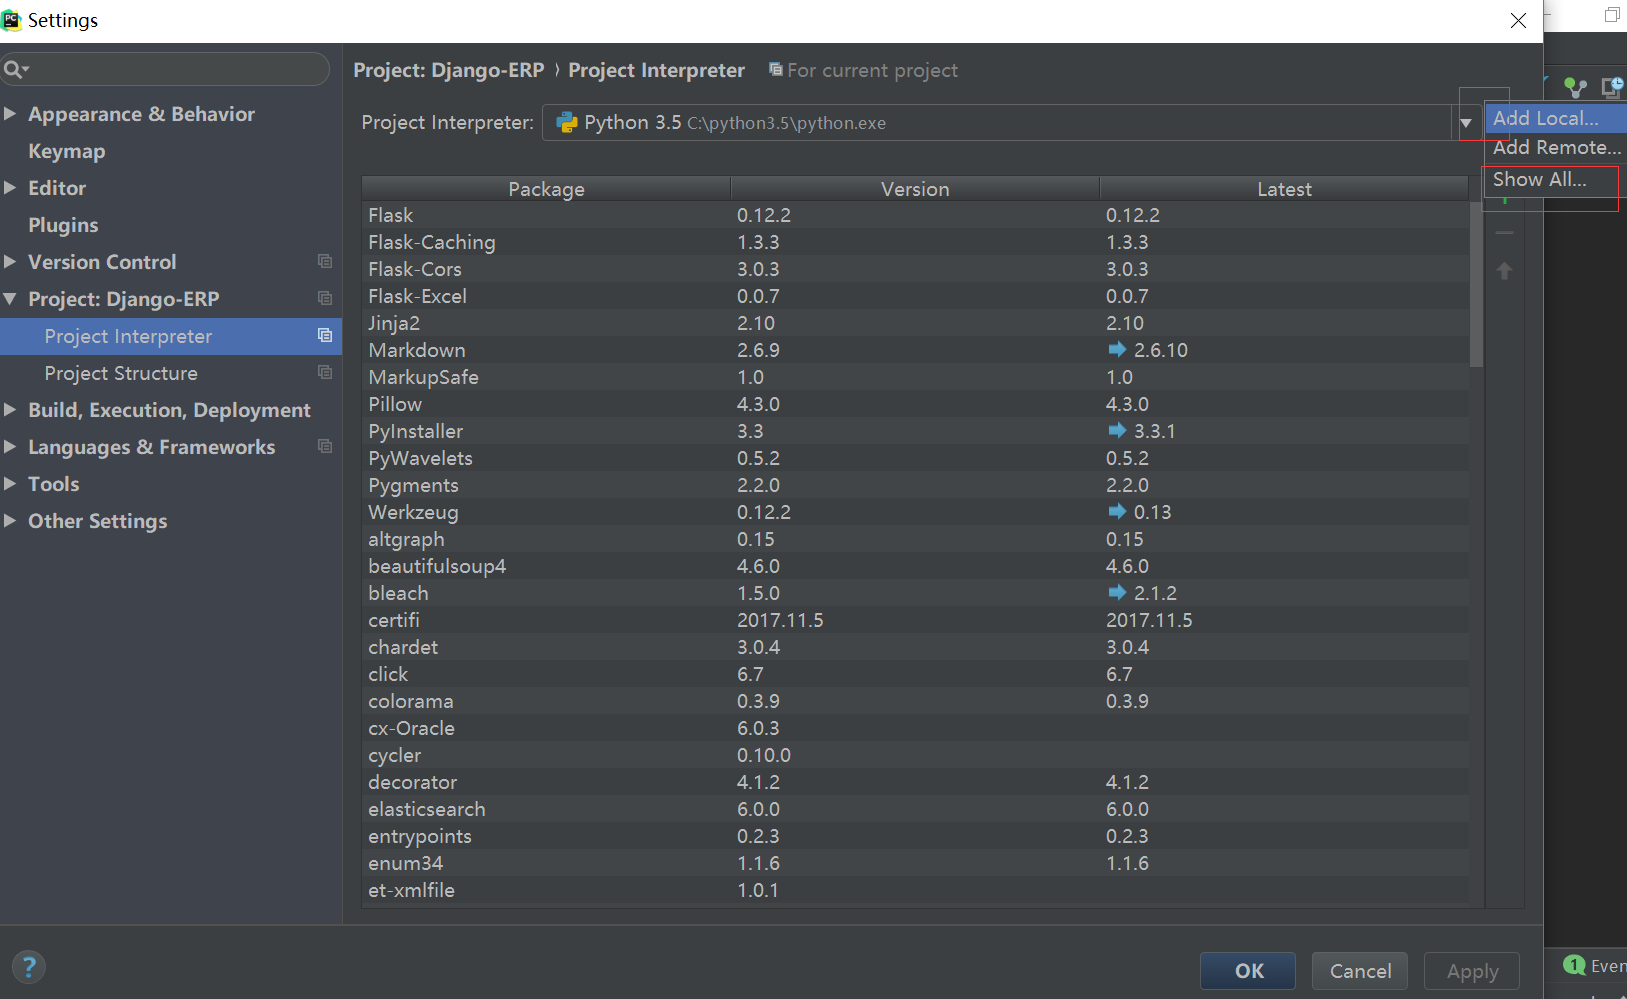 PC
Settings
Project: Django-ERP › Project Interpreter For current project
Appearance & Behavior
Keymap
Editor
Plugins
Version Control
Project: Django-ERP
Project Interpreter
Project Structure
Build, Execution, Deployment
Languages & Frameworks
Tools
Other Settings
Project Interpreter: Python 3.5 C:\python3.5\python.exe
Add Local...
Add Remote...
Show All...
Package Version Latest
Flask 0.12.2 0.12.2
Flask-Caching 1.3.3 1.3.3
Flask-Cors 3.0.3 3.0.3
Flask-Excel 0.0.7 0.0.7
Jinja2 2.10 2.10
Markdown 2.6.9 2.6.10
MarkupSafe 1.0 1.0
Pillow 4.3.0 4.3.0
PyInstaller 3.3 3.3.1
PyWavelets 0.5.2 0.5.2
Pygments 2.2.0 2.2.0
Werkzeug 0.12.2 0.13
altgraph 0.15 0.15
beautifulsoup4 4.6.0 4.6.0
bleach 1.5.0 2.1.2
certifi 2017.11.5 2017.11.5
chardet 3.0.4 3.0.4
click 6.7 6.7
colorama 0.3.9 0.3.9
cx-Oracle 6.0.3
cycler 0.10.0
decorator 4.1.2 4.1.2
elasticsearch 6.0.0 6.0.0
entrypoints 0.2.3 0.2.3
enum34 1.1.6 1.1.6
et-xmlfile 1.0.1
?
OK Cancel Apply
1 Even